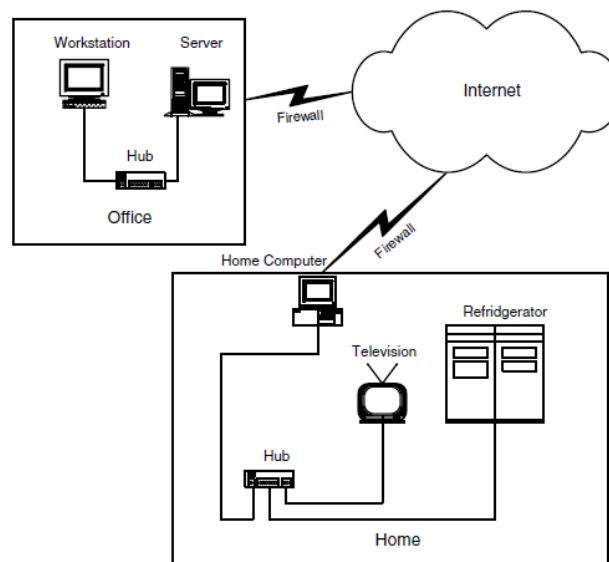 Workstation
Server
Internet
Firewall
Hub
Office
Firewall
Home Computer
Refridgerator
Television
Hub
Home